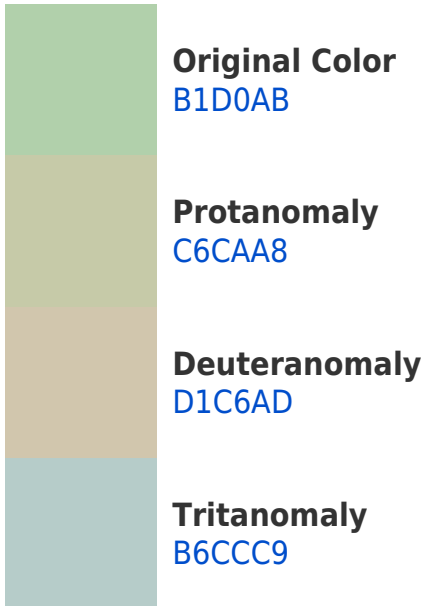 Original Color
B1D0AB
Protanomaly
C6CAA8
Deuteranomaly
D1C6AD
Tritanomaly
B6CCC9